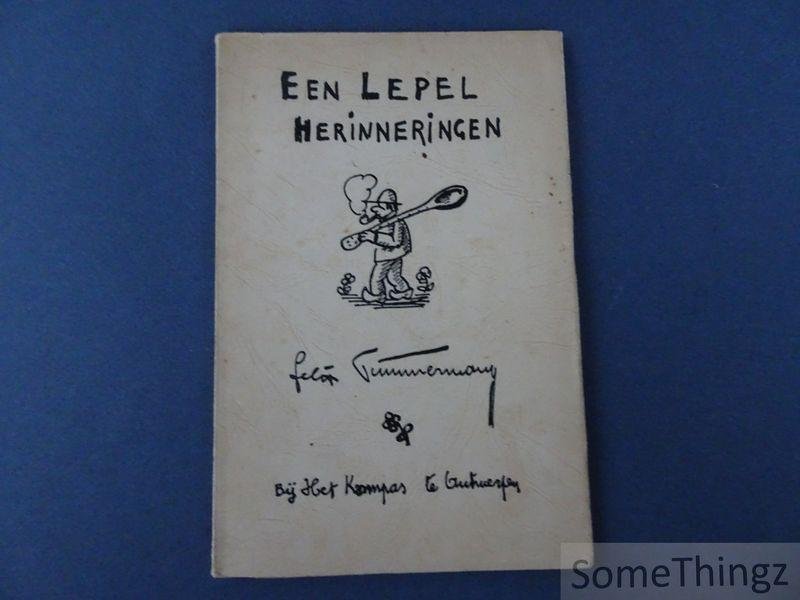 EEN LEPEL
HERINNERINGEN
felix Timmermans
Bij Het Kompas te Antwerpen
SomeThingz